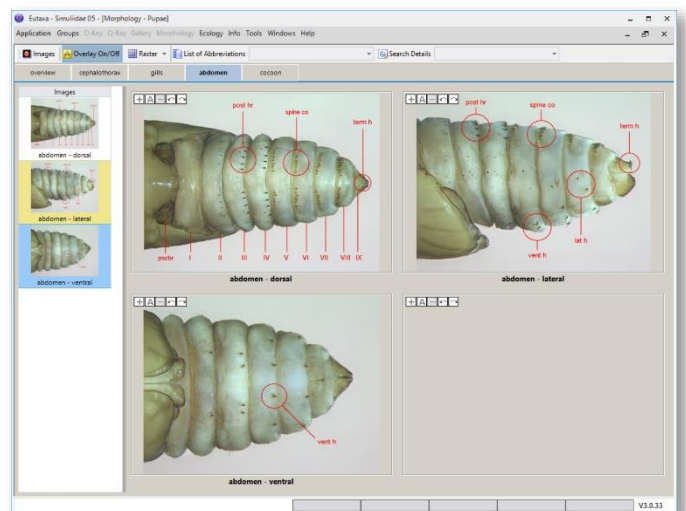 Eutaxa - Simuliidae 05 - [Morphology - Pupae]
Application Groups D-Key O-Key Gallery Morphology Ecology Info Tools Windows Help
Images Overlay On/Off Raster List of Abbreviations Search Details
overview cephalothorax gills abdomen cocoon
Images
abdomen - dorsal
abdomen - lateral
abdomen - ventral
+ A -
post hr spine co term h
pschr I II III IV V VI VII VIII IX
abdomen - dorsal
+ A -
post hr spine co term h
lat h
vent h
abdomen - lateral
+ A -
vent h
abdomen - ventral
+ A -
V3.0.33